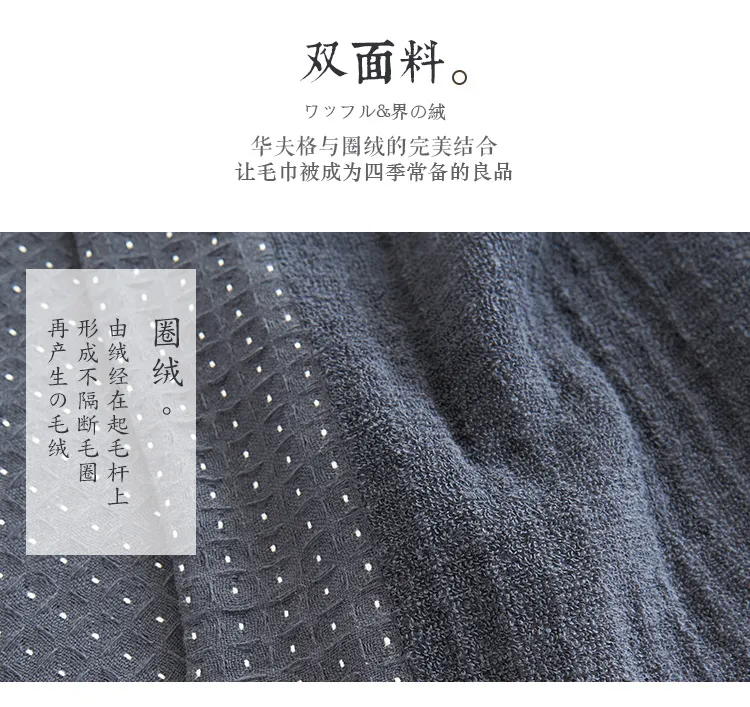 双面料。
ワッフル&界の絨
华夫格与圈绒的完美结合
让毛巾被成为四季常备的良品
圈绒。
由绒经在起毛杆上
形成不隔断毛圈
再产生の毛绒